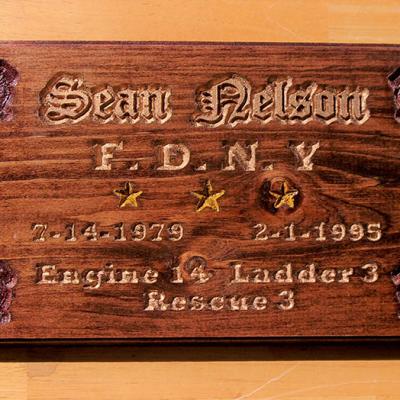 Sean Nelson
F. D. N. Y
7-14-1979 2-1-1995
Engine 14 Ladder 3
Rescue 3